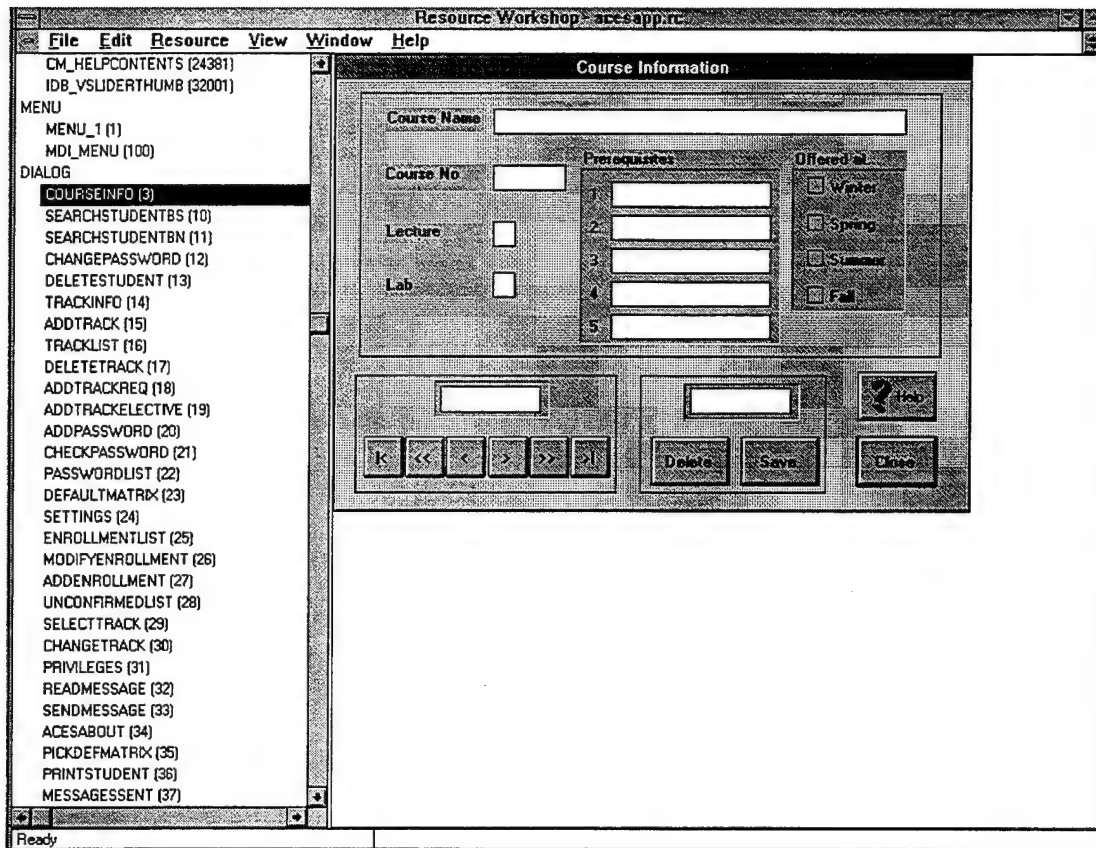 Resource Workshop - acesapp.rc
File Edit Resource View Window Help
CM_HELPCONTENTS (24381)
IDB_VSLIDERTHUMB (32001)
MENU
MENU_1 (1)
MDI_MENU (100)
DIALOG
COURSEINFO (3)
SEARCHSTUDENTBS (10)
SEARCHSTUDENTBN (11)
CHANGEPASSWORD (12)
DELETESTUDENT (13)
TRACKINFO (14)
ADDTRACK (15)
TRACKLIST (16)
DELETETRACK (17)
ADDTRACKREQ (18)
ADDTRACKELECTIVE (19)
ADDPASSWORD (20)
CHECKPASSWORD (21)
PASSWORDLIST (22)
DEFAULTMATRIX (23)
SETTINGS (24)
ENROLLMENTLIST (25)
MODIFYENROLLMENT (26)
ADDENROLLMENT (27)
UNCONFIRMEDLIST (28)
SELECTTRACK (29)
CHANGETRACK (30)
PRIVILEGES (31)
READMESSAGE (32)
SENDMESSAGE (33)
ACESABOUT (34)
PICKDEFMATRIX (35)
PRINTSTUDENT (36)
MESSAGESSENT (37)
Ready
Course Information
Course Name
Course No
Lecture
Lab
Prerequisites
1
2
3
4
5
Offered at...
Winter
Spring
Summer
Fall
|< << < > >> >|
Delete Save
Help
Close